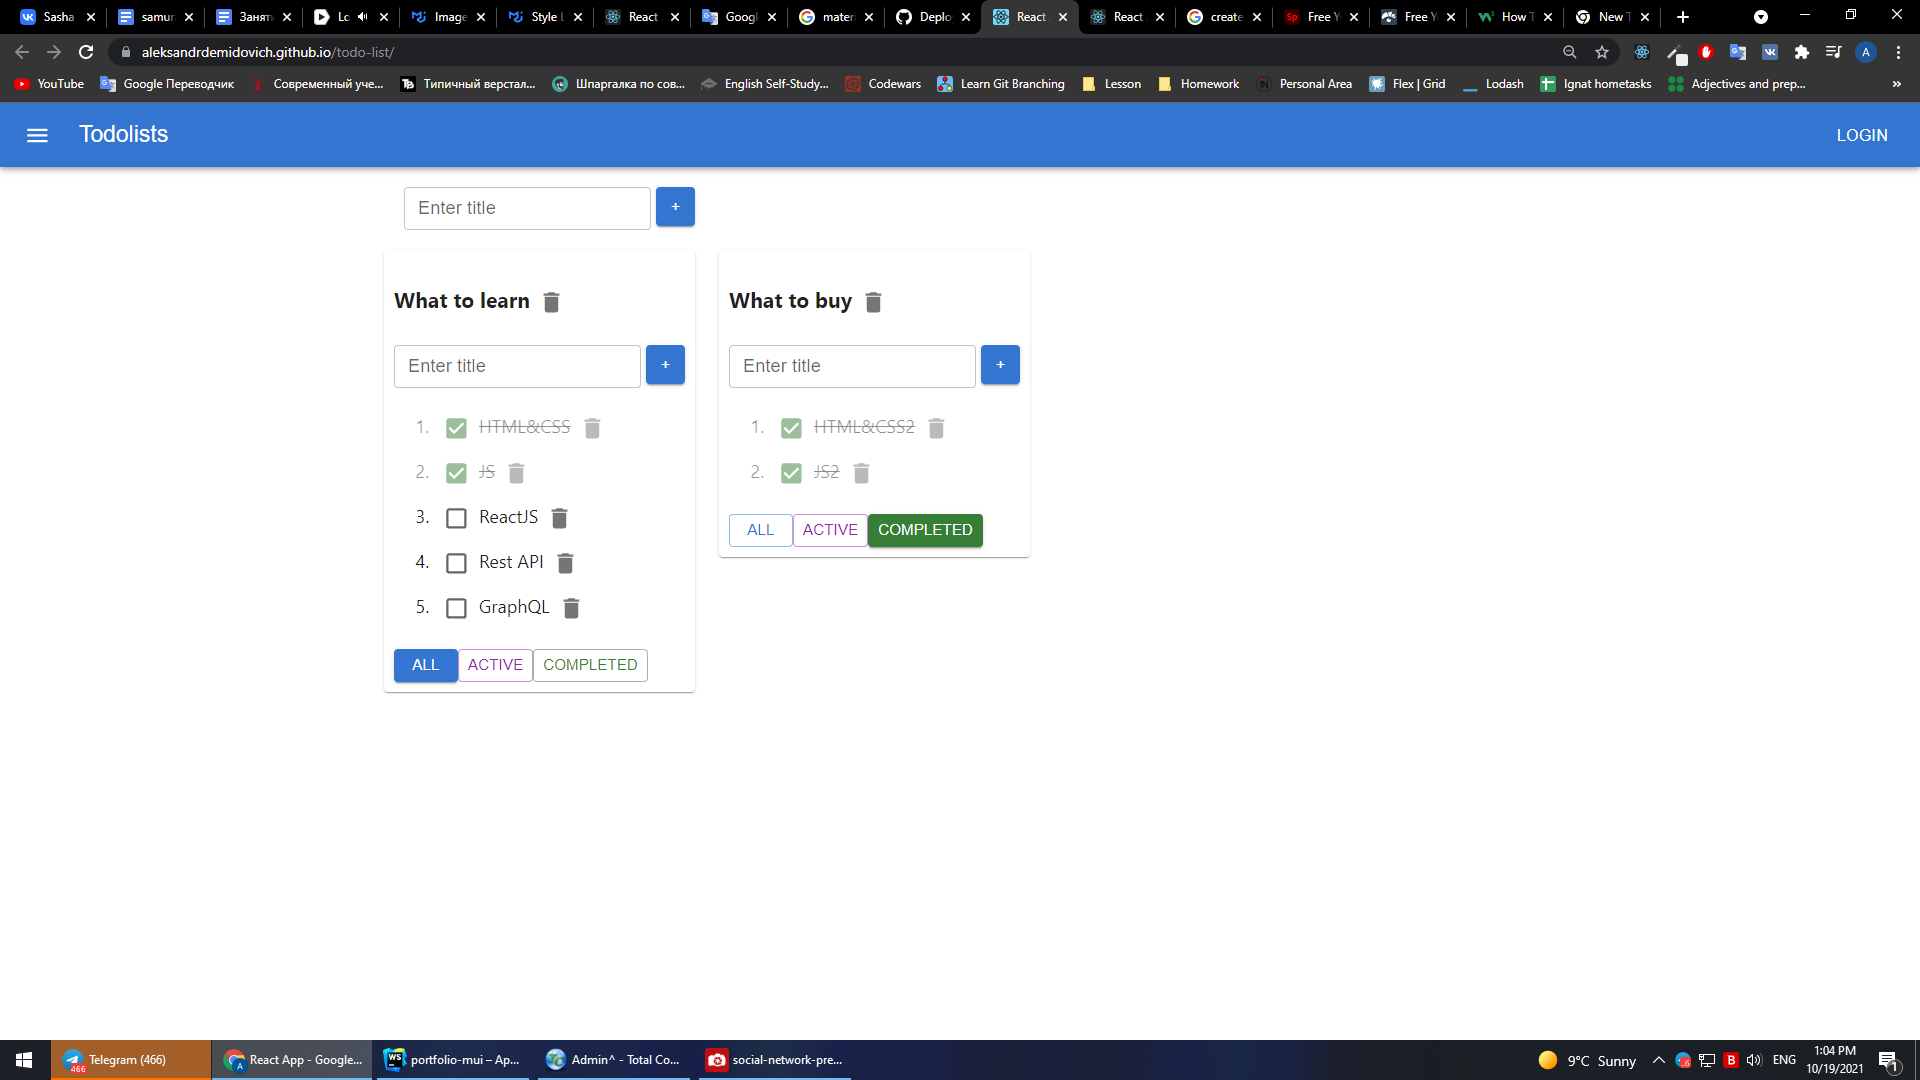 Sasha
samura
Занят
Lo
Image
Style L
React
Googl
materi
Deplo
React
React
create
Free Y
Free Y
How T
New T
aleksandrdemidovich.github.io/todo-list/
YouTube
Google Переводчик
Современный уче...
Типичный верстал...
Шпаргалка по сов...
English Self-Study...
Codewars
Learn Git Branching
Lesson
Homework
Personal Area
Flex | Grid
Lodash
Ignat hometasks
Adjectives and prep...
»
Todolists
LOGIN
Enter title
+
What to learn
Enter title
+
1. HTML&CSS
2. JS
3. ReactJS
4. Rest API
5. GraphQL
ALL ACTIVE COMPLETED
What to buy
Enter title
+
1. HTML&CSS2
2. JS2
ALL ACTIVE COMPLETED
Telegram (466)
466
React App - Google...
portfolio-mui – Ap...
Admin^ - Total Co...
social-network-pre...
9°C Sunny
ENG
1:04 PM
10/19/2021
1